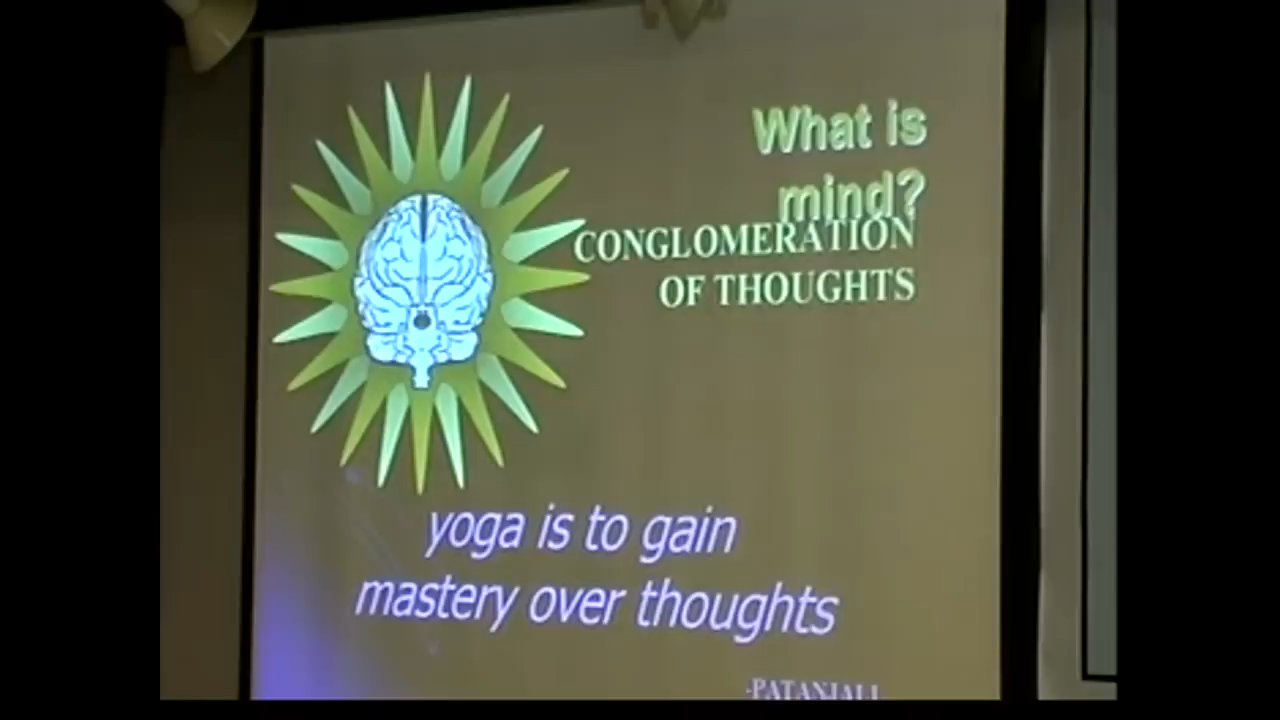 What is
mind?
CONGLOMERATION
OF THOUGHTS
yoga is to gain
mastery over thoughts
-PATANJALI